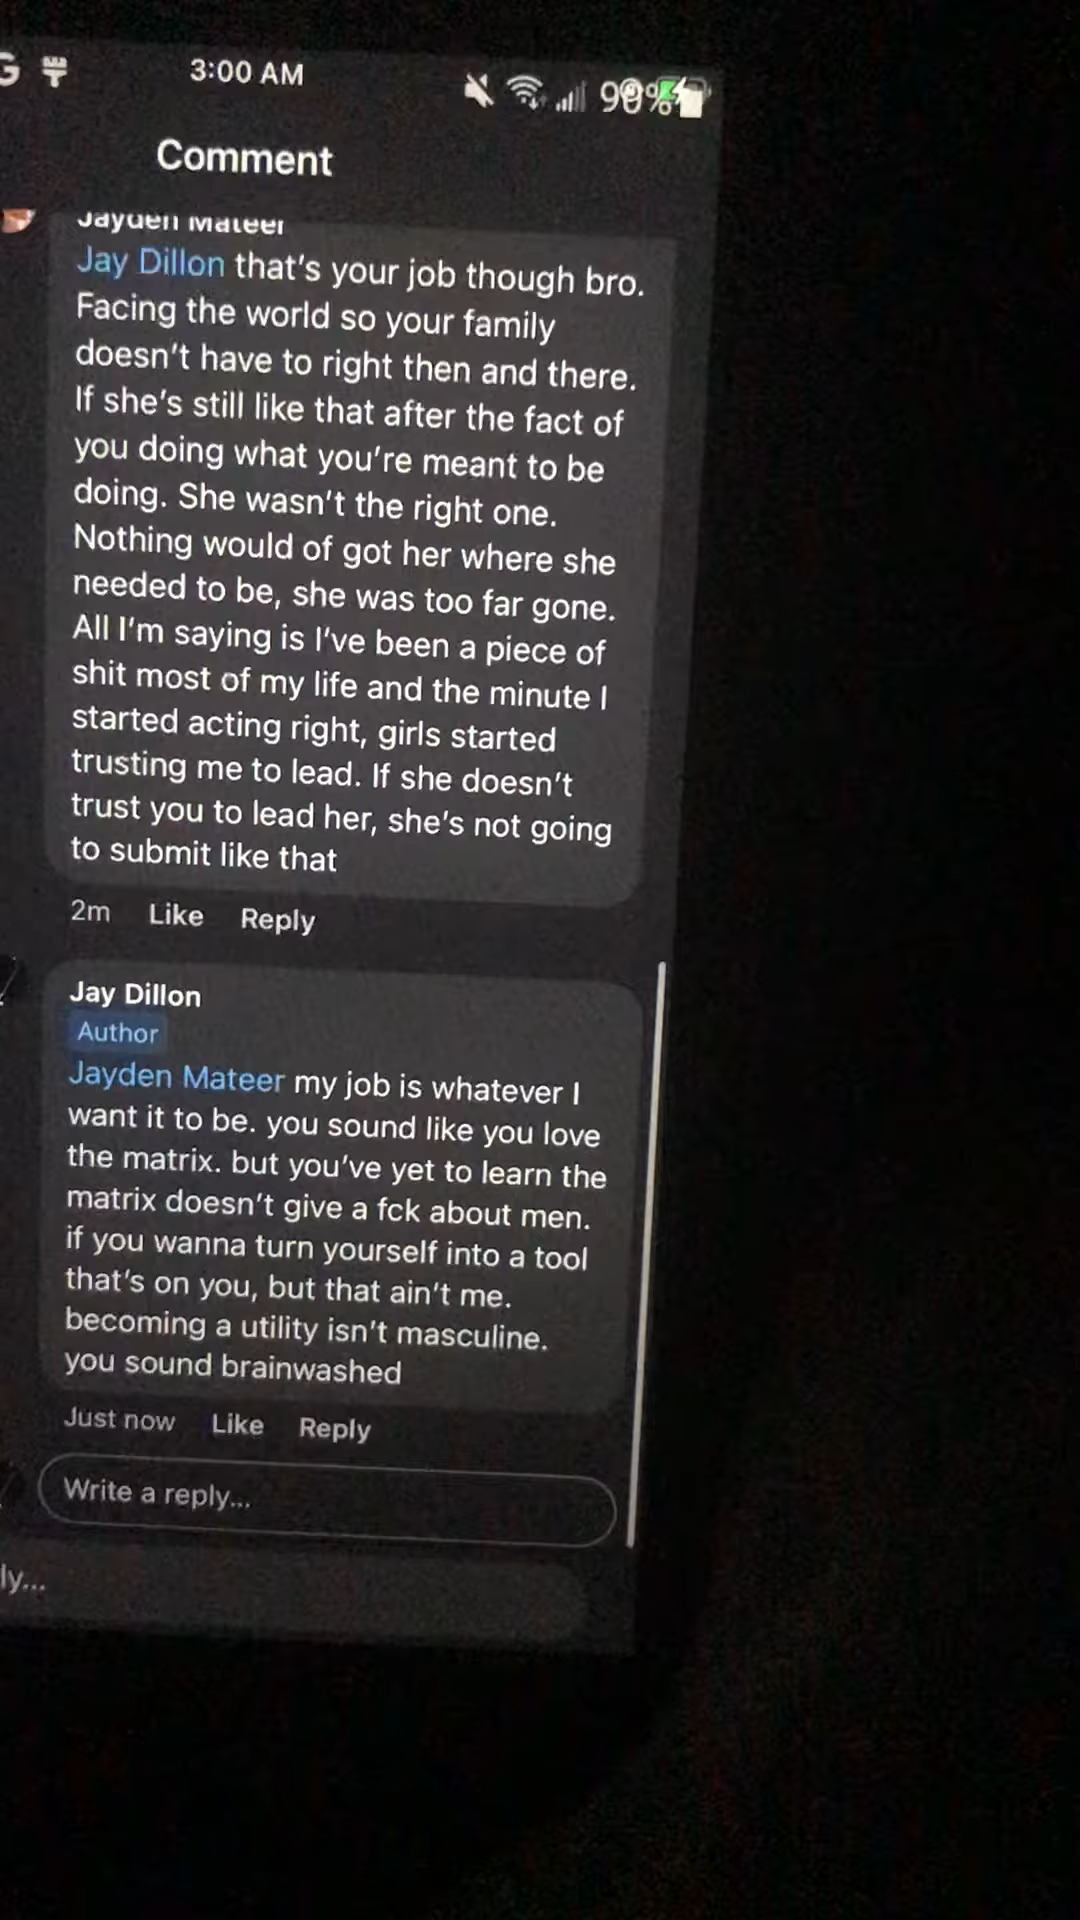 G
3:00 AM
Comment
Jayden Mateer
Jay Dillon that's your job though bro.
Facing the world so your family
doesn't have to right then and there.
If she's still like that after the fact of
you doing what you're meant to be
doing. She wasn't the right one.
Nothing would of got her where she
needed to be, she was too far gone.
All I'm saying is I've been a piece of
shit most of my life and the minute I
started acting right, girls started
trusting me to lead. If she doesn't
trust you to lead her, she's not going
to submit like that
2m Like Reply
Jay Dillon
Author
Jayden Mateer my job is whatever I
want it to be. you sound like you love
the matrix. but you've yet to learn the
matrix doesn't give a fck about men.
if you wanna turn yourself into a tool
that's on you, but that ain't me.
becoming a utility isn't masculine.
you sound brainwashed
Just now Like Reply
Write a reply...
ly...